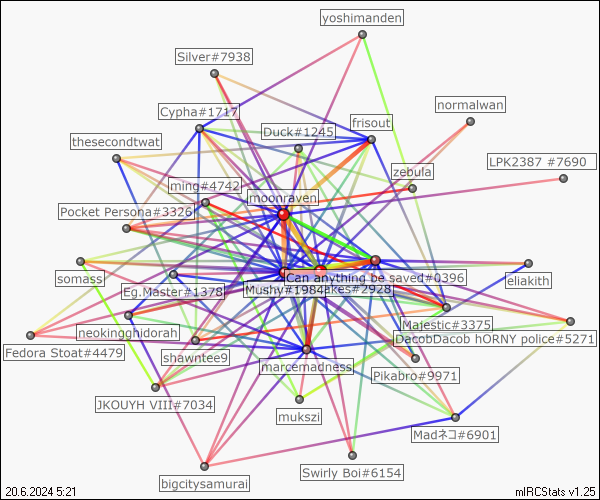 yoshimanden
Silver#7938
normalwan
Cypha#1717
frisout
Duck#1245
thesecondtwat
LPK2387 #7690
zebula
ming#4742
moonraven
Pocket Persona#3326
somass
Can anything be saved#0396
eliakith
Eg.Master#1378
Mushy#1984
akes#2928
Majestic#3375
neokingghidorah
DacobDacob hORNY police#5271
Fedora Stoat#4479
shawntee9
marcemadness
Pikabro#9971
JKOUYH VIII#7034
mukszi
Madネコ#6901
Swirly Boi#6154
bigcitysamurai
20.6.2024 5:21
mIRCStats v1.25